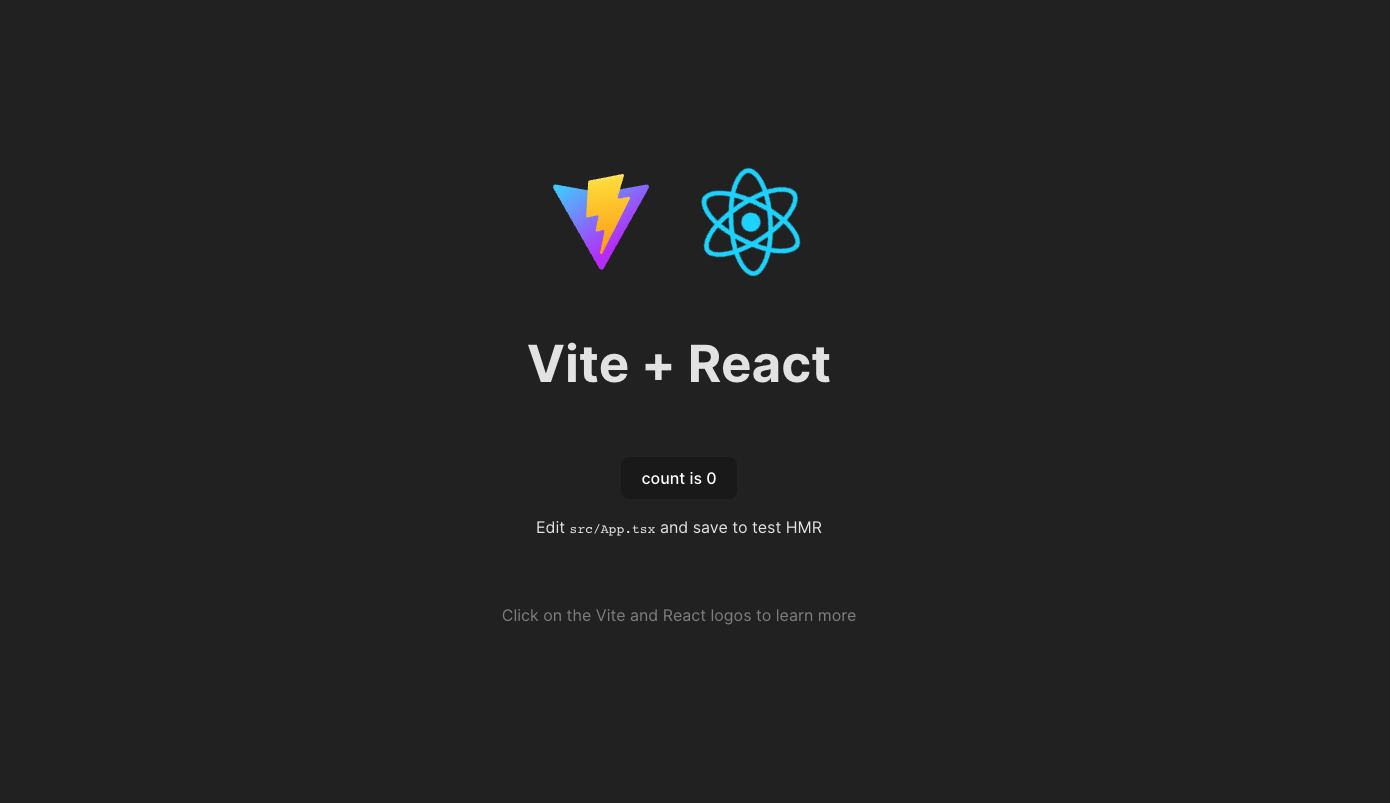 Vite + React
count is 0
Edit src/App.tsx and save to test HMR
Click on the Vite and React logos to learn more